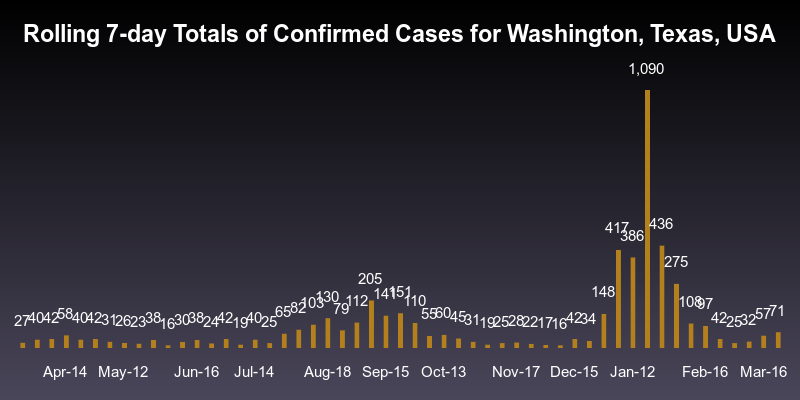 Rolling 7-day Totals of Confirmed Cases for Washington, Texas, USA
1,090
417 386 436
275
205
148
103 130 141 151
65 82 79 112 110 108 97
58 55 60 57 71
27 40 42 40 42 31 26 23 38 16 30 38 24 42 19 40 25 45 31 19 25 28 22 17 16 42 34 42 25 32
Apr-14 May-12 Jun-16 Jul-14 Aug-18 Sep-15 Oct-13 Nov-17 Dec-15 Jan-12 Feb-16 Mar-16